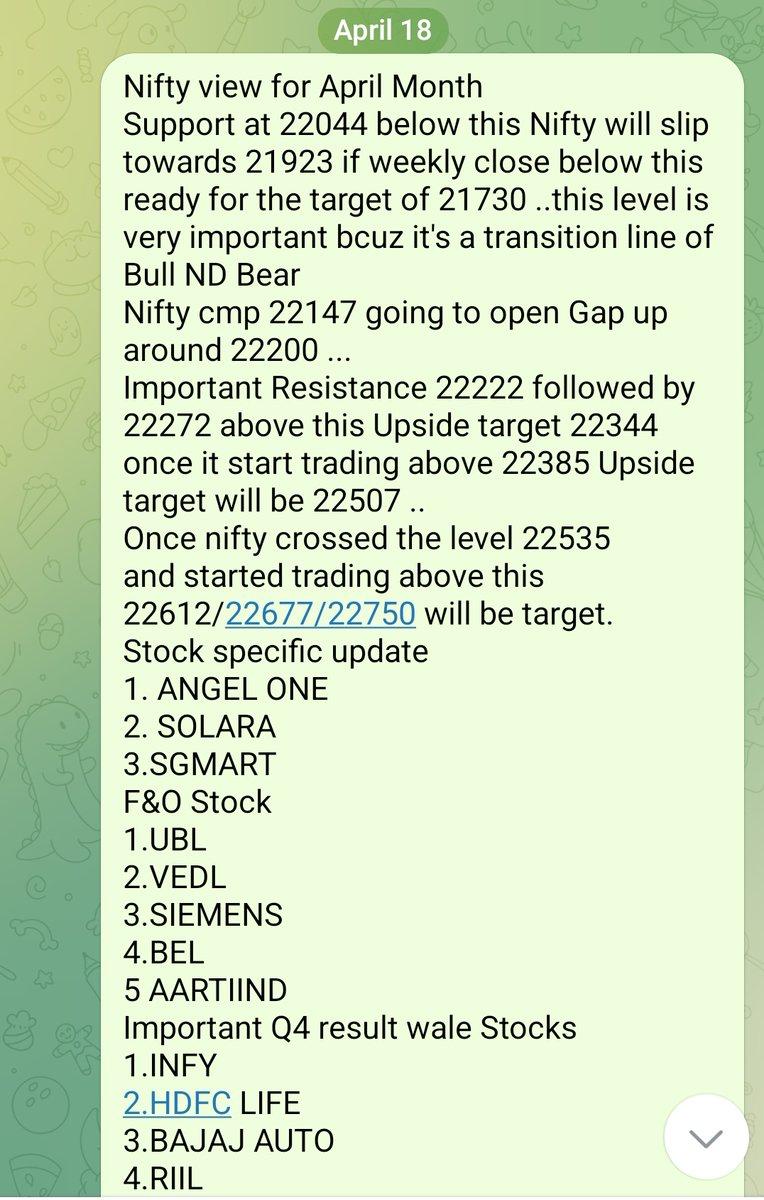 April 18
Nifty view for April Month
Support at 22044 below this Nifty will slip
towards 21923 if weekly close below this
ready for the target of 21730 ..this level is
very important bcuz it's a transition line of
Bull ND Bear
Nifty cmp 22147 going to open Gap up
around 22200 ...
Important Resistance 22222 followed by
22272 above this Upside target 22344
once it start trading above 22385 Upside
target will be 22507 ..
Once nifty crossed the level 22535
and started trading above this
22612/22677/22750 will be target.
Stock specific update
1. ANGEL ONE
2. SOLARA
3.SGMART
F&O Stock
1.UBL
2.VEDL
3.SIEMENS
4.BEL
5 AARTIIND
Important Q4 result wale Stocks
1.INFY
2.HDFC LIFE
3.BAJAJ AUTO
4.RIIL